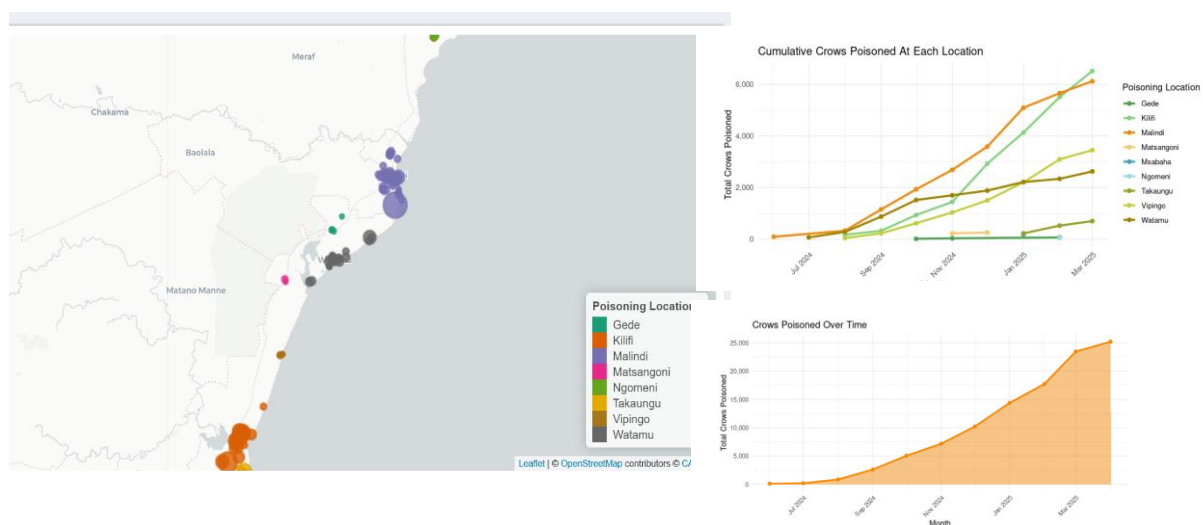 Meraf
Chakama
Baolala
Matano Manne
Poisoning Location
Gede
Kilifi
Malindi
Matsangoni
Ngomeni
Takaungu
Vipingo
Watamu
Leaflet | © OpenStreetMap contributors © CA
Cumulative Crows Poisoned At Each Location
Total Crows Poisoned
6,000
4,000
2,000
0
Jul 2024
Sep 2024
Nov 2024
Jan 2025
Mar 2025
Poisoning Location
Gede
Kilifi
Malindi
Matsangoni
Msabaha
Ngomeni
Takaungu
Vipingo
Watamu
Crows Poisoned Over Time
Total Crows Poisoned
25,000
20,000
15,000
10,000
5,000
0
Jul 2024
Sep 2024
Nov 2024
Jan 2025
Mar 2025
Month